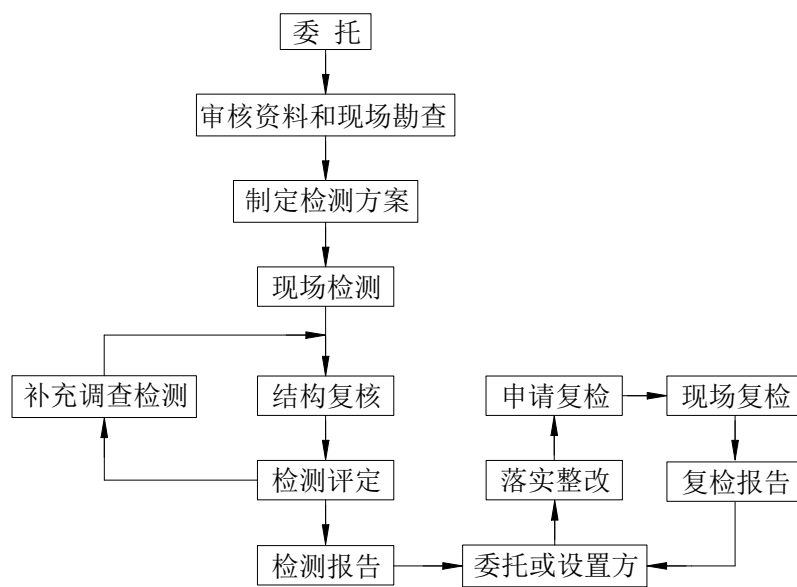 委 托
审核资料和现场勘查
制定检测方案
现场检测
补充调查检测
结构复核
申请复检
现场复检
检测评定
落实整改
复检报告
检测报告
委托或设置方